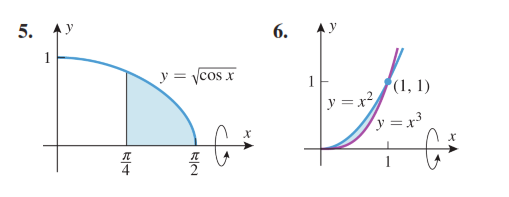 5.
y
1
y = √cos x
x
π/4
π/2
6.
y
1
(1, 1)
y = x²
y = x³
x
1